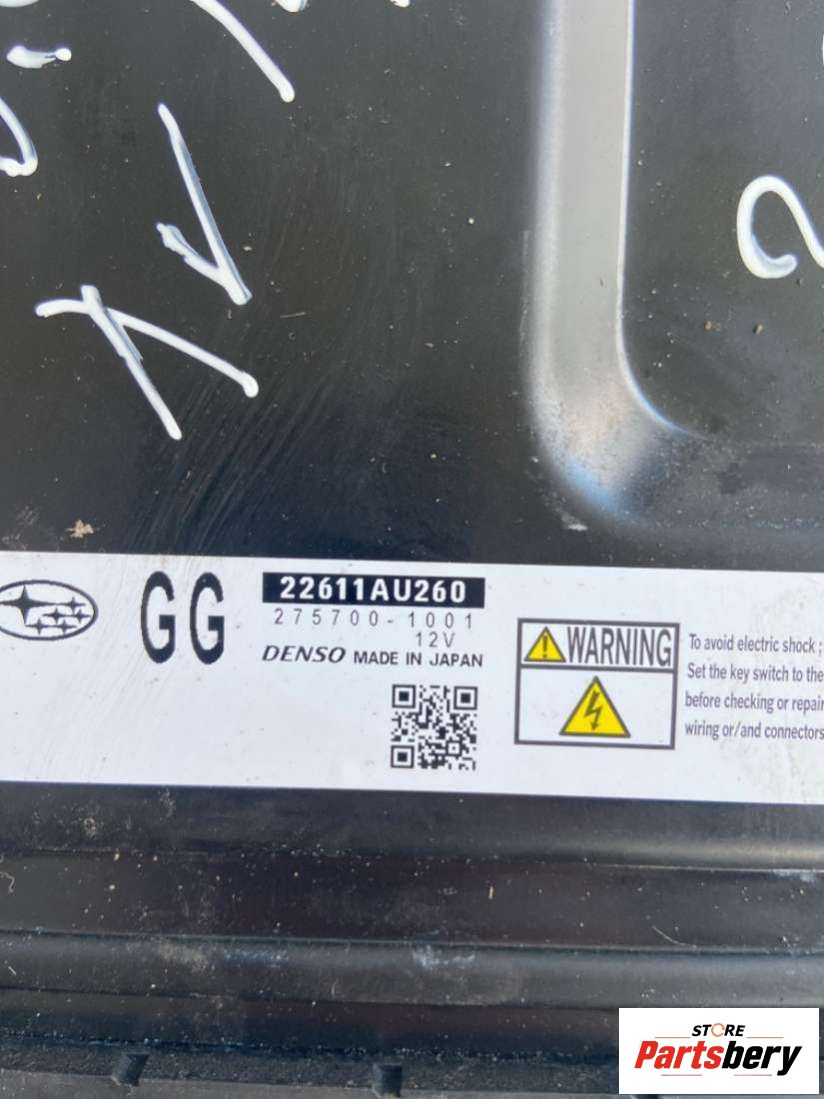 GG
22611AU260
275700-1001
12V
DENSO MADE IN JAPAN
WARNING
To avoid electric shock ;
Set the key switch to the
before checking or repair
wiring or/and connectors
STORE
Partsbery